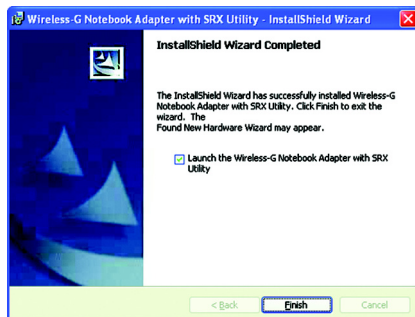 Wireless-G Notebook Adapter with SRX Utility - InstallShield Wizard
InstallShield Wizard Completed
The InstallShield Wizard has successfully installed Wireless-G
Notebook Adapter with SRX Utility. Click Finish to exit the
wizard. The
Found New Hardware Wizard may appear.
Launch the Wireless-G Notebook Adapter with SRX
Utility
< Back
Finish
Cancel